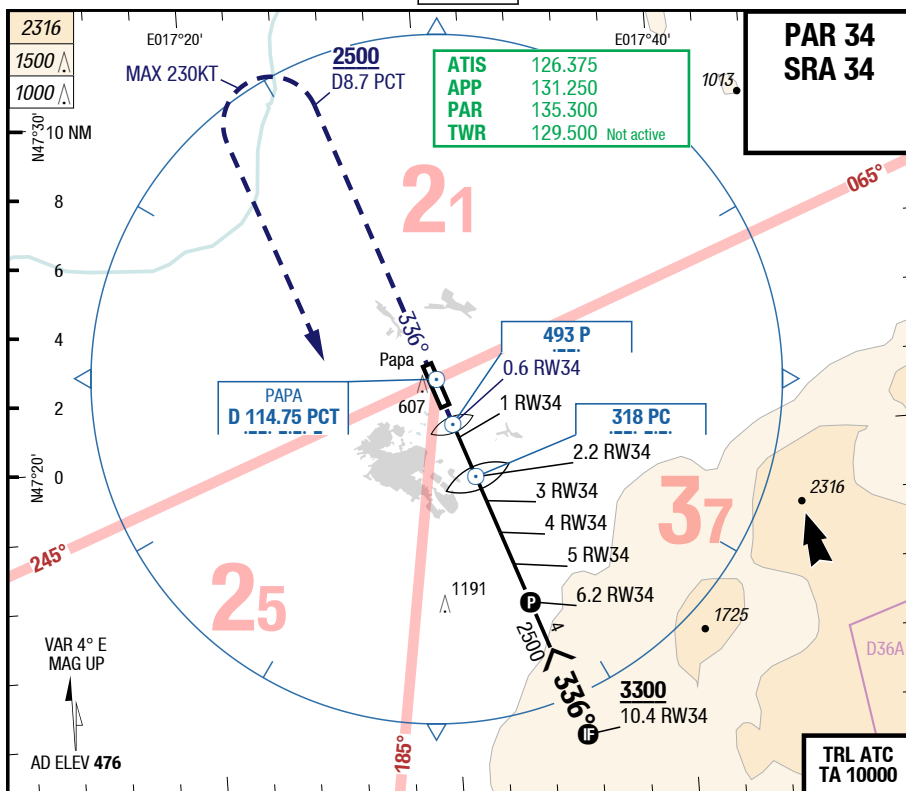 2316
1500
1000
E017°20'
E017°40'
PAR 34
SRA 34
MAX 230KT
2500
D8.7 PCT
ATIS 126.375
APP 131.250
PAR 135.300
TWR 129.500 Not active
1013
N47°30'
10 NM
8
6
4
2
0
N47°20'
21
065°
336°
Papa
607
493 P
0.6 RW34
PAPA
D 114.75 PCT
1 RW34
318 PC
2.2 RW34
3 RW34
4 RW34
5 RW34
6.2 RW34
37
2316
245°
25
1191
P
4
2500
1725
D36A
VAR 4° E
MAG UP
336°
3300
10.4 RW34
IF
185°
AD ELEV 476
TRL ATC
TA 10000